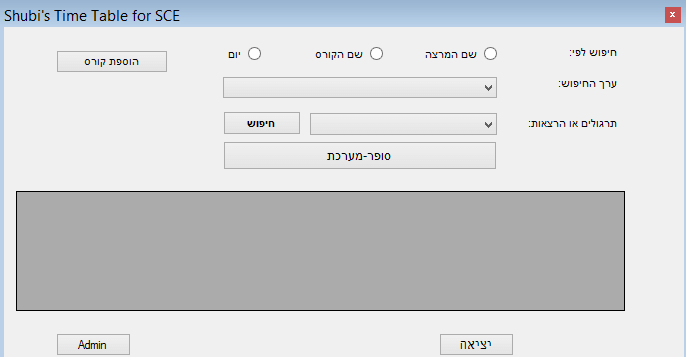 Shubi's Time Table for SCE
x
חיפוש לפי: שם המרצה שם הקורס יום הוספת קורס
ערך החיפוש:
תרגולים או הרצאות: חיפוש
סופר-מערכת
יציאה Admin